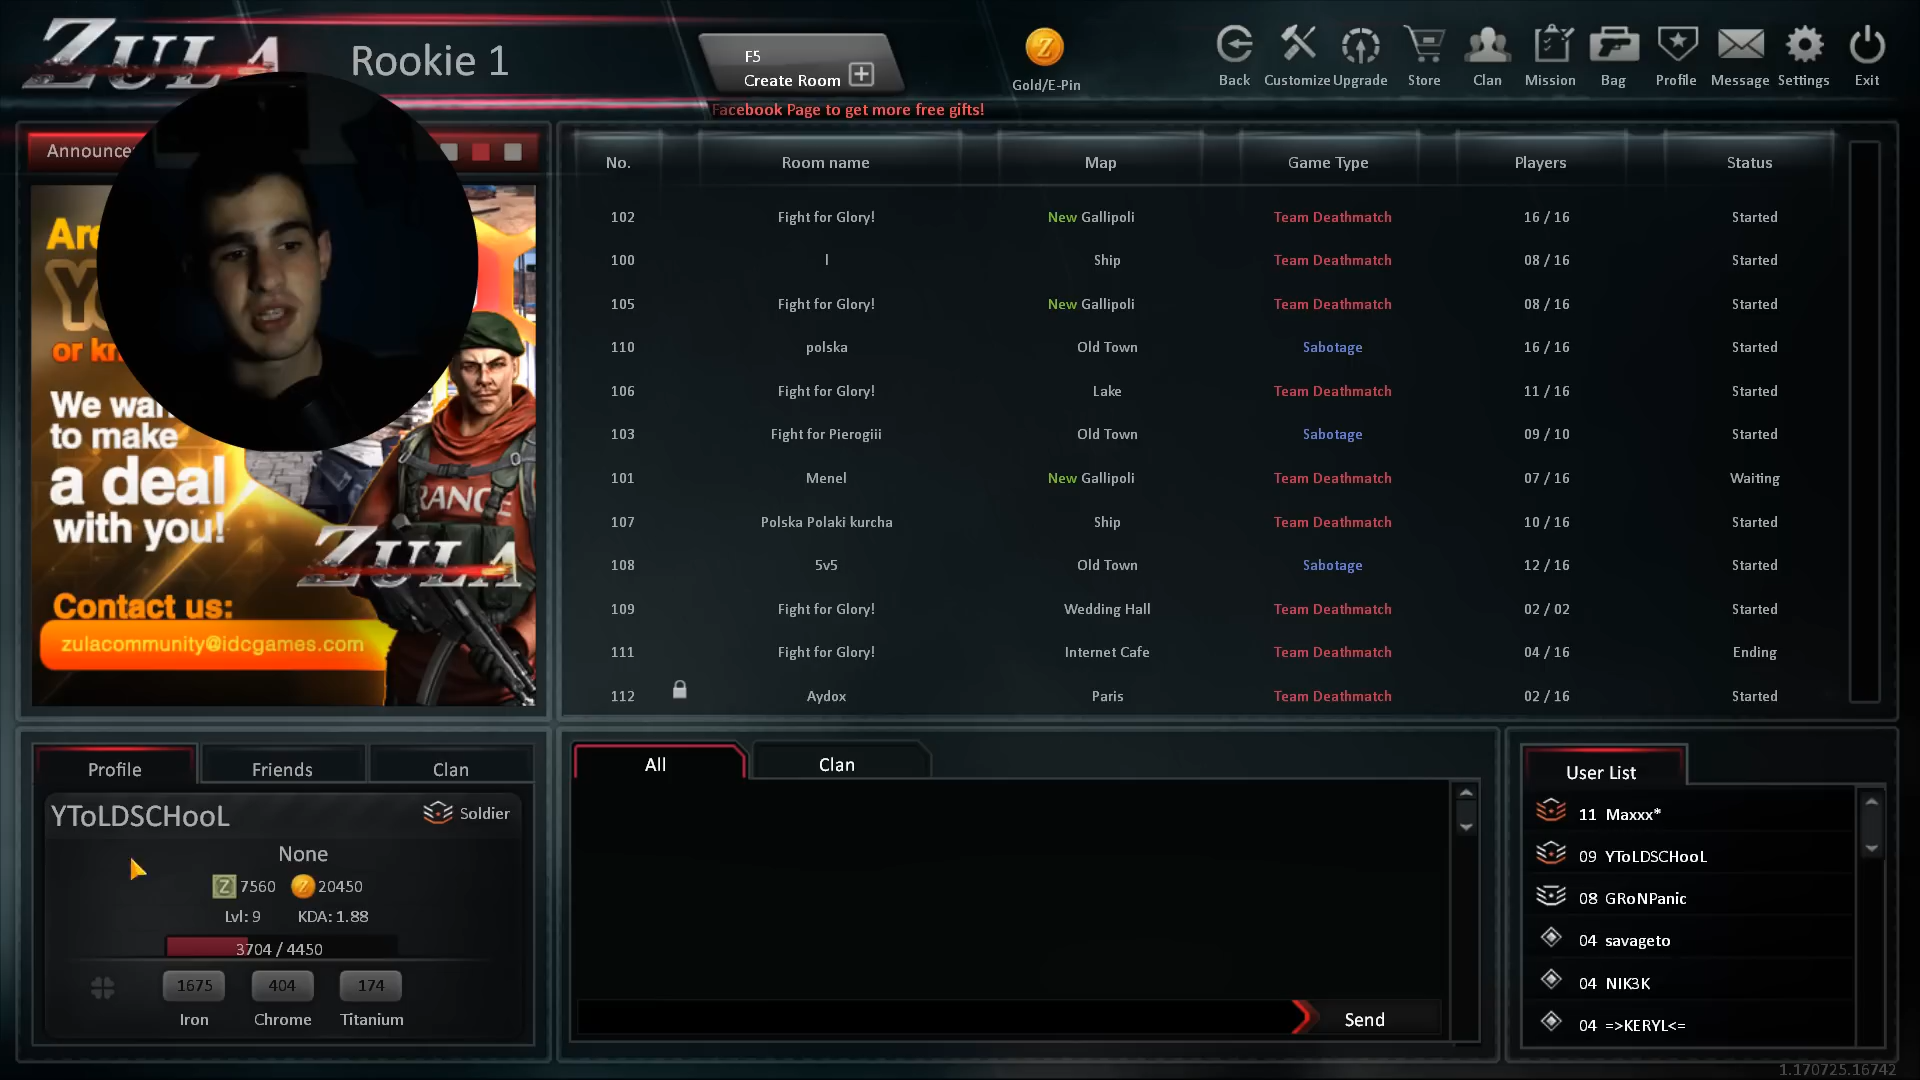 ZULA
Rookie 1
F5
Create Room
Gold/E-Pin
Back
Customize
Upgrade
Store
Clan
Mission
Bag
Profile
Message
Settings
Exit
Facebook Page to get more free gifts!
or
We
to make
a deal
with you!
ZULA
RANGE
Contact us:
zulacommunity@idcgames.com
No. Room name Map Game Type Players Status
102 Fight for Glory! New Gallipoli Team Deathmatch 16 / 16 Started
100 l Ship Team Deathmatch 08 / 16 Started
105 Fight for Glory! New Gallipoli Team Deathmatch 08 / 16 Started
110 polska Old Town Sabotage 16 / 16 Started
106 Fight for Glory! Lake Team Deathmatch 11 / 16 Started
103 Fight for Pierogiii Old Town Sabotage 09 / 10 Started
101 Menel New Gallipoli Team Deathmatch 07 / 16 Waiting
107 Polska Polaki kurcha Ship Team Deathmatch 10 / 16 Started
108 5v5 Old Town Sabotage 12 / 16 Started
109 Fight for Glory! Wedding Hall Team Deathmatch 02 / 02 Started
111 Fight for Glory! Internet Cafe Team Deathmatch 04 / 16 Ending
112 Aydox Paris Team Deathmatch 02 / 16 Started
Profile Friends Clan
YToLDSCHooL Soldier
None
7560 20450
Lvl: 9 KDA: 1.88
3704 / 4450
1675 404 174
Iron Chrome Titanium
All Clan
Send
User List
11 Maxxx*
09 YToLDSCHooL
08 GRoNPanic
04 savageto
04 NIK3K
04 =>KERYL<=
1.170725.16742